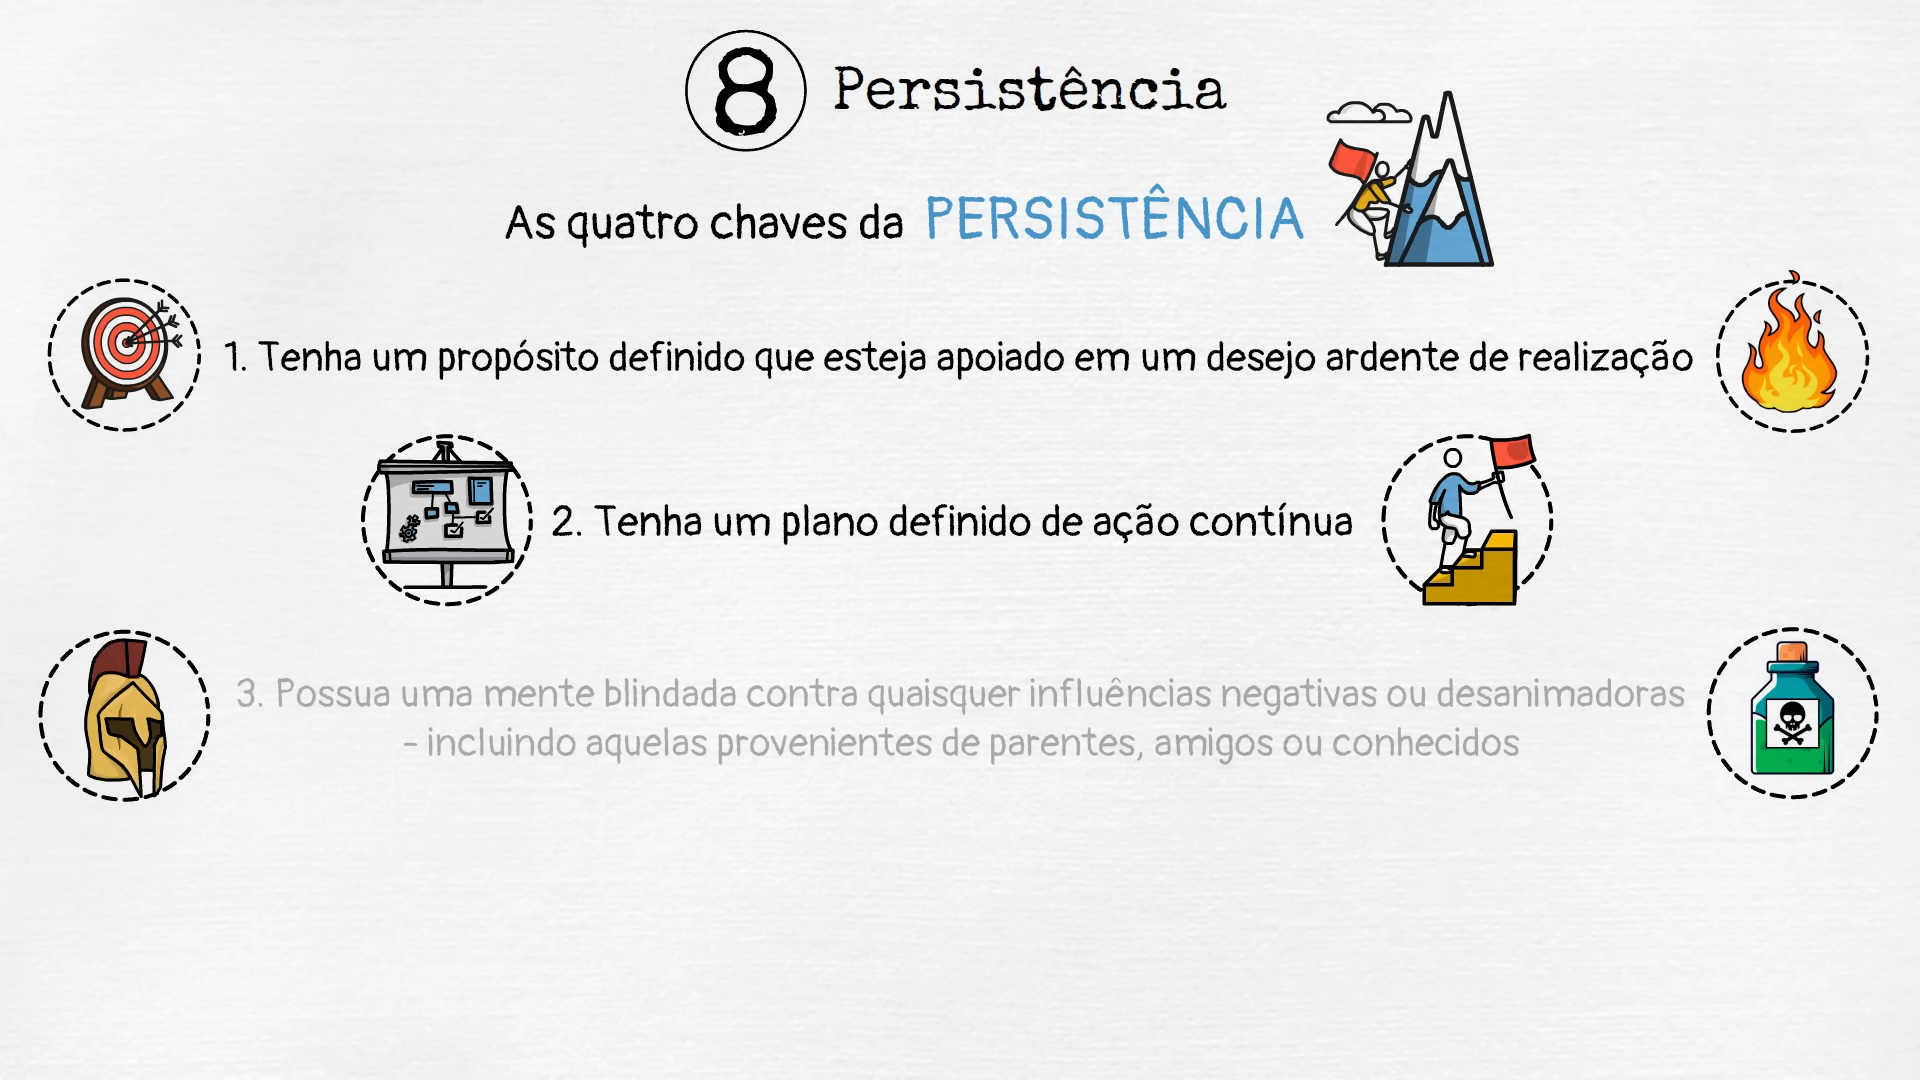 8 Persistência
As quatro chaves da PERSISTÊNCIA
1. Tenha um propósito definido que esteja apoiado em um desejo ardente de realização
2. Tenha um plano definido de ação contínua
3. Possua uma mente blindada contra quaisquer influências negativas ou desanimadoras
- incluindo aquelas provenientes de parentes, amigos ou conhecidos